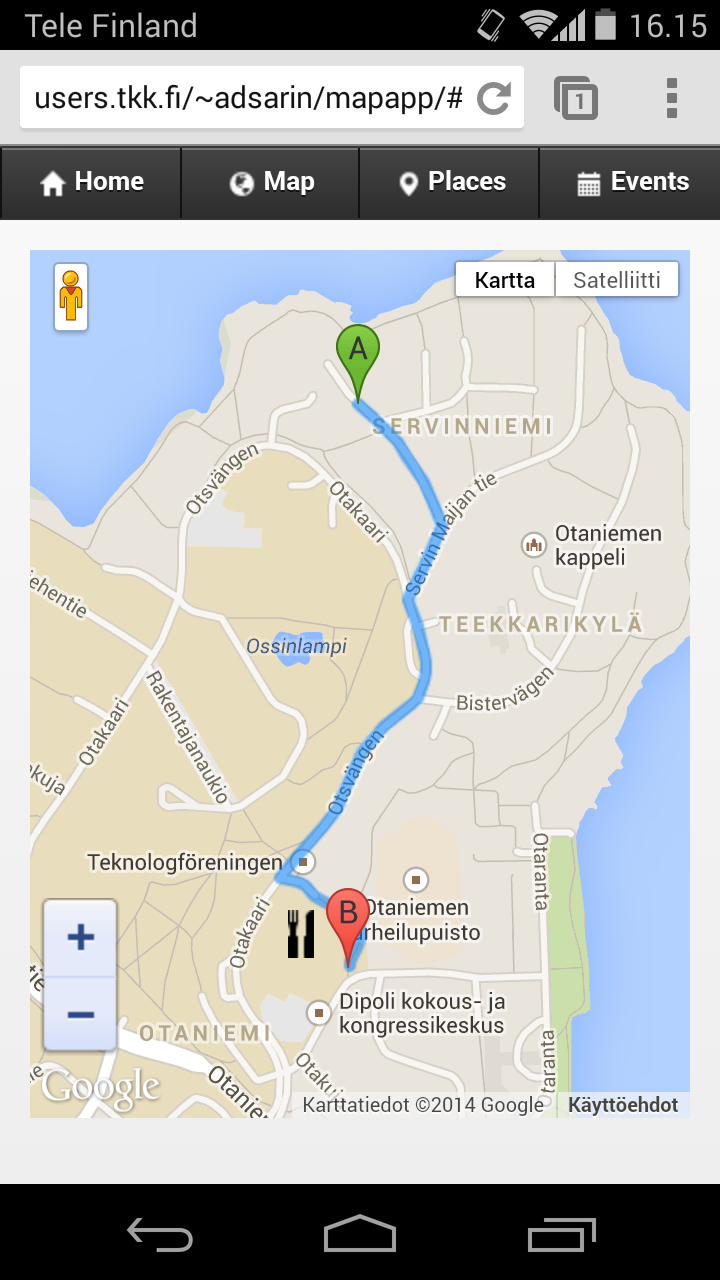 Tele Finland
16.15
users.tkk.fi/~adsarin/mapapp/#
1
Home
Map
Places
Events
Kartta
Satelliitti
A
SERVINNIEMI
Otsvängen
Otakaari
Servin Maijan tie
Otaniemen
kappeli
TEEKKARIKYLÄ
Ossinlampi
Bistervägen
Otakaari
Rakentajanaukio
Otsvängen
Teknologföreningen
Otaranta
B
Otaniemen
Otakaari
Dipoli kokous- ja
kongressikeskus
OTANIEMI
Otaranta
Google
Karttatiedot ©2014 Google
Käyttöehdot